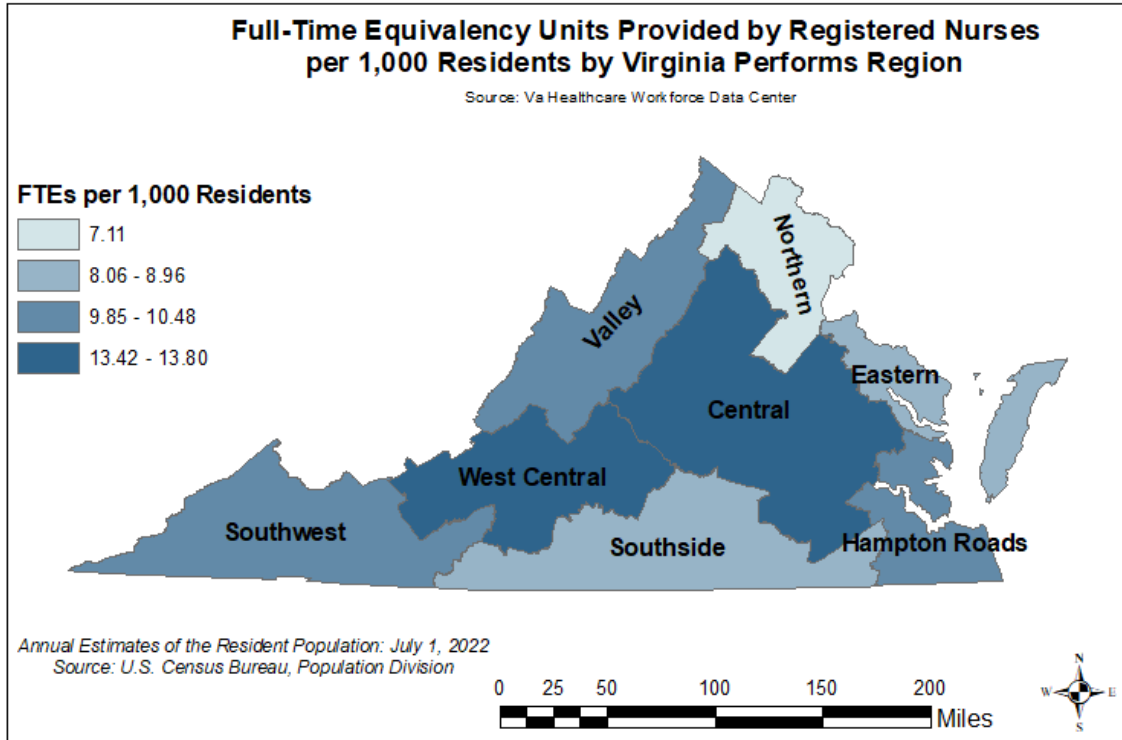 Full-Time Equivalency Units Provided by Registered Nurses
per 1,000 Residents by Virginia Performs Region
Source: Va Healthcare Workforce Data Center
FTEs per 1,000 Residents
7.11
8.06 - 8.96
9.85 - 10.48
13.42 - 13.80
Northern
Valley
Eastern
Central
West Central
Southwest
Southside
Hampton Roads
Annual Estimates of the Resident Population: July 1, 2022
Source: U.S. Census Bureau, Population Division
0 25 50 100 150 200
Miles
N
W E
S